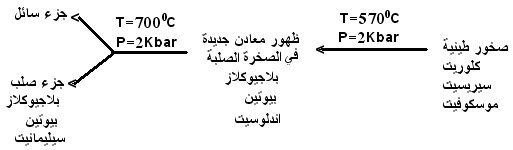 صخور طينية
كلوريت
سيريسيت
موسكوفيت
T=570⁰C
P=2Kbar
ظهور معادن جديدة
في الصخرة الصلبة
بلاجيوكلاز
بيوتين
اندلوسيت
T=700⁰C
P=2Kbar
جزء سائل
جزء صلب
بلاجيوكلاز
بيوتين
سيليمانيت